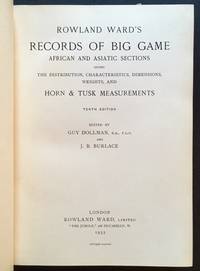 ROWLAND WARD'S
RECORDS OF BIG GAME
AFRICAN AND ASIATIC SECTIONS
THE DISTRIBUTION, CHARACTERISTICS, DIMENSIONS,
WEIGHTS, AND
HORN & TUSK MEASUREMENTS
TENTH EDITION
EDITED BY
GUY DOLLMAN,
AND
J. B. BURLACE
LONDON
ROWLAND WARD, LIMITED
"THE JUNGLE," 167 PICCADILLY, W.